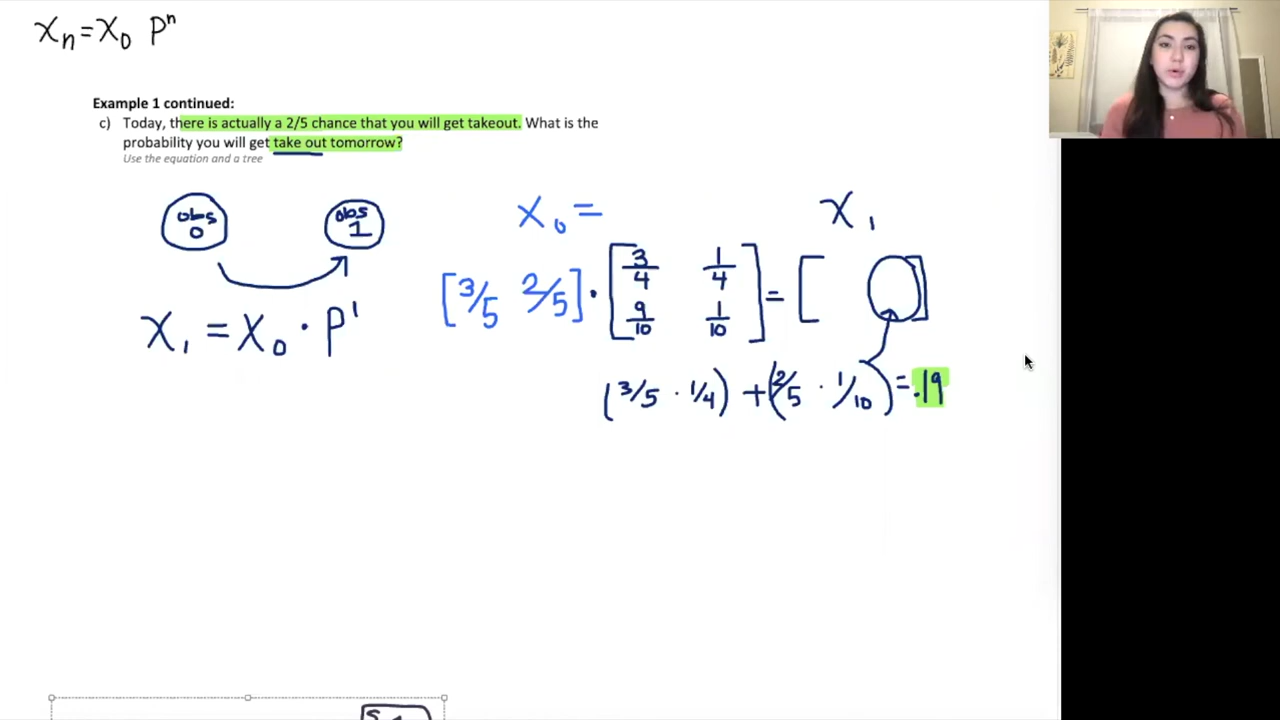 Xₙ = X₀ Pⁿ
Example 1 continued:
c) Today, there is actually a 2/5 chance that you will get takeout. What is the
probability you will get take out tomorrow?
Use the equation and a tree
obs 0 obs 1
X₀ = X₁
[3/5 2/5] · [3/4 1/4
9/10 1/10] = [ ]
X₁ = X₀ · P¹
(3/5 · 1/4) + (2/5 · 1/10) = .19
S